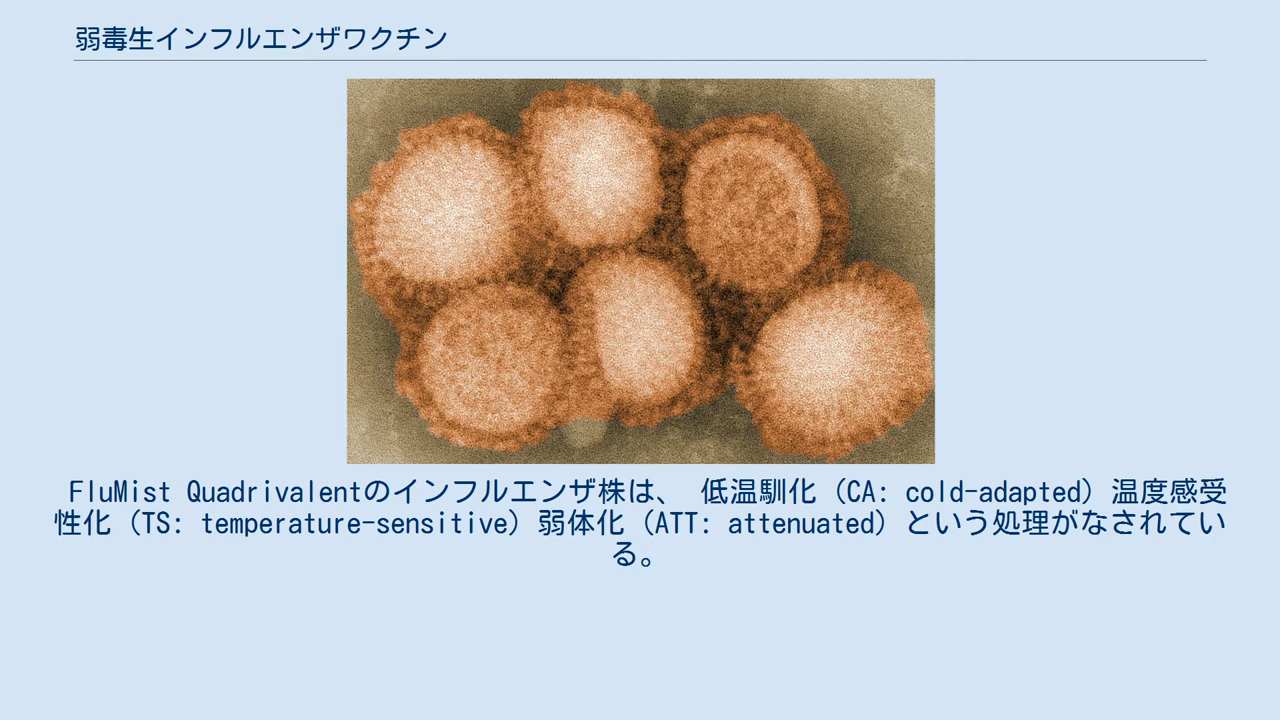 弱毒生インフルエンザワクチン
FluMist Quadrivalentのインフルエンザ株は、 低温馴化（CA: cold-adapted）温度感受
性化（TS: temperature-sensitive）弱体化（ATT: attenuated）という処理がなされてい
る。